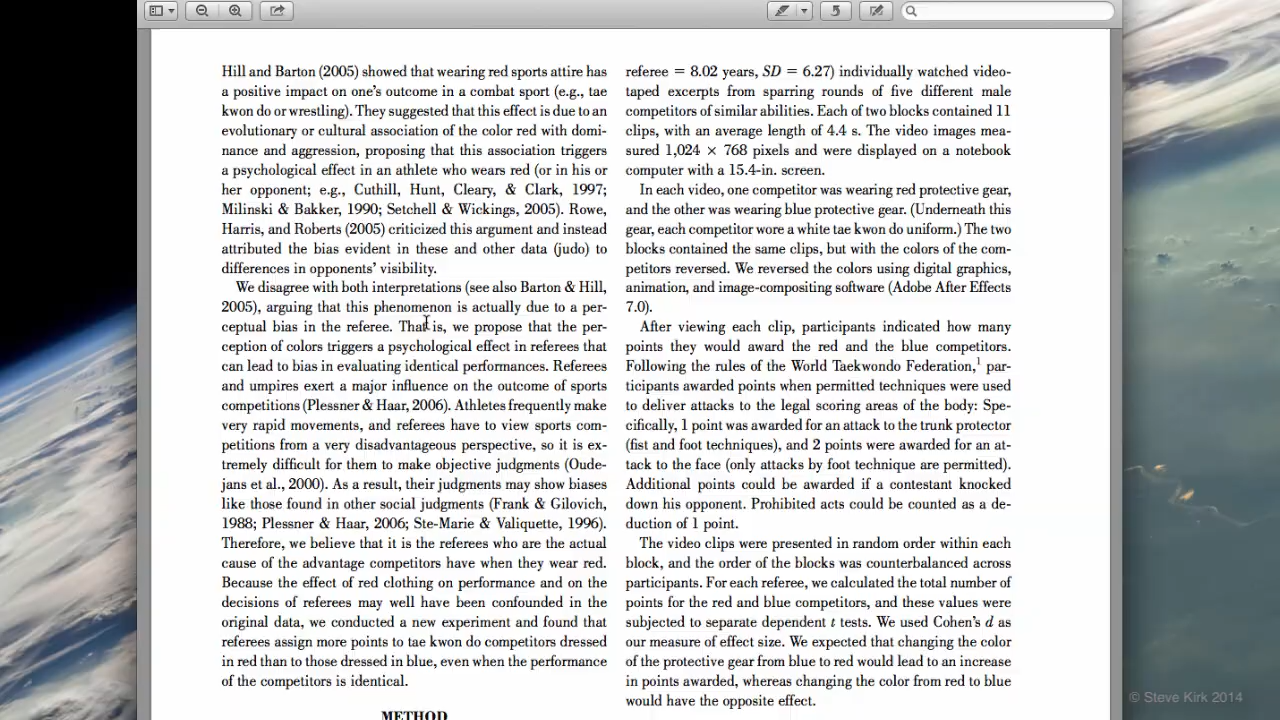 Hill and Barton (2005) showed that wearing red sports attire has
a positive impact on one's outcome in a combat sport (e.g., tae
kwon do or wrestling). They suggested that this effect is due to an
evolutionary or cultural association of the color red with domi-
nance and aggression, proposing that this association triggers
a psychological effect in an athlete who wears red (or in his or
her opponent; e.g., Cuthill, Hunt, Cleary, & Clark, 1997;
Milinski & Bakker, 1990; Setchell & Wickings, 2005). Rowe,
Harris, and Roberts (2005) criticized this argument and instead
attributed the bias evident in these and other data (judo) to
differences in opponents' visibility.
We disagree with both interpretations (see also Barton & Hill,
2005), arguing that this phenomenon is actually due to a per-
ceptual bias in the referee. That is, we propose that the per-
ception of colors triggers a psychological effect in referees that
can lead to bias in evaluating identical performances. Referees
and umpires exert a major influence on the outcome of sports
competitions (Plessner & Haar, 2006). Athletes frequently make
very rapid movements, and referees have to view sports com-
petitions from a very disadvantageous perspective, so it is ex-
tremely difficult for them to make objective judgments (Oude-
jans et al., 2000). As a result, their judgments may show biases
like those found in other social judgments (Frank & Gilovich,
1988; Plessner & Haar, 2006; Ste-Marie & Valiquette, 1996).
Therefore, we believe that it is the referees who are the actual
cause of the advantage competitors have when they wear red.
Because the effect of red clothing on performance and on the
decisions of referees may well have been confounded in the
original data, we conducted a new experiment and found that
referees assign more points to tae kwon do competitors dressed
in red than to those dressed in blue, even when the performance
of the competitors is identical.
METHOD
referee = 8.02 years, SD = 6.27) individually watched video-
taped excerpts from sparring rounds of five different male
competitors of similar abilities. Each of two blocks contained 11
clips, with an average length of 4.4 s. The video images mea-
sured 1,024 × 768 pixels and were displayed on a notebook
computer with a 15.4-in. screen.
In each video, one competitor was wearing red protective gear,
and the other was wearing blue protective gear. (Underneath this
gear, each competitor wore a white tae kwon do uniform.) The two
blocks contained the same clips, but with the colors of the com-
petitors reversed. We reversed the colors using digital graphics,
animation, and image-compositing software (Adobe After Effects
7.0).
After viewing each clip, participants indicated how many
points they would award the red and the blue competitors.
Following the rules of the World Taekwondo Federation,¹ par-
ticipants awarded points when permitted techniques were used
to deliver attacks to the legal scoring areas of the body: Spe-
cifically, 1 point was awarded for an attack to the trunk protector
(fist and foot techniques), and 2 points were awarded for an at-
tack to the face (only attacks by foot technique are permitted).
Additional points could be awarded if a contestant knocked
down his opponent. Prohibited acts could be counted as a de-
duction of 1 point.
The video clips were presented in random order within each
block, and the order of the blocks was counterbalanced across
participants. For each referee, we calculated the total number of
points for the red and blue competitors, and these values were
subjected to separate dependent t tests. We used Cohen's d as
our measure of effect size. We expected that changing the color
of the protective gear from blue to red would lead to an increase
in points awarded, whereas changing the color from red to blue
would have the opposite effect.
© Steve Kirk 2014